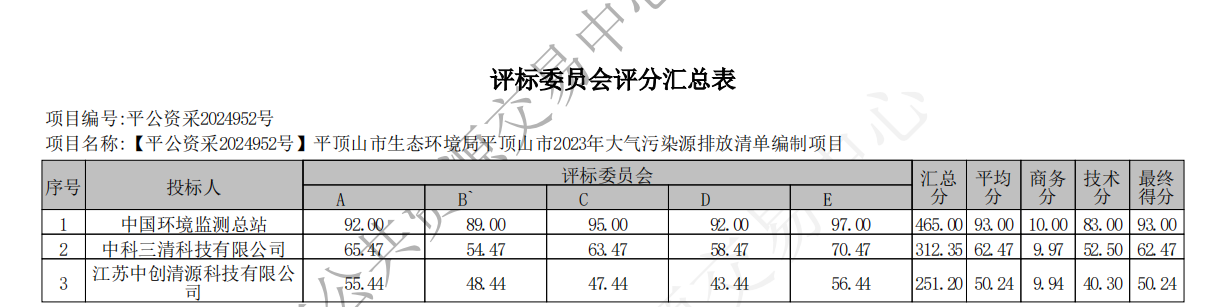 评标委员会评分汇总表
项目编号:平公资采2024952号
项目名称:【平公资采2024952号】平顶山市生态环境局平顶山市2023年大气污染源排放清单编制项目
序号 投标人 评标委员会 汇总分 平均分 商务分 技术分 最终得分
A B` C D E
1 中国环境监测总站 92.00 89.00 95.00 92.00 97.00 465.00 93.00 10.00 83.00 93.00
2 中科三清科技有限公司 65.47 54.47 63.47 58.47 70.47 312.35 62.47 9.97 52.50 62.47
3 江苏中创清源科技有限公司 55.44 48.44 47.44 43.44 56.44 251.20 50.24 9.94 40.30 50.24
公共资源交易中心
中心